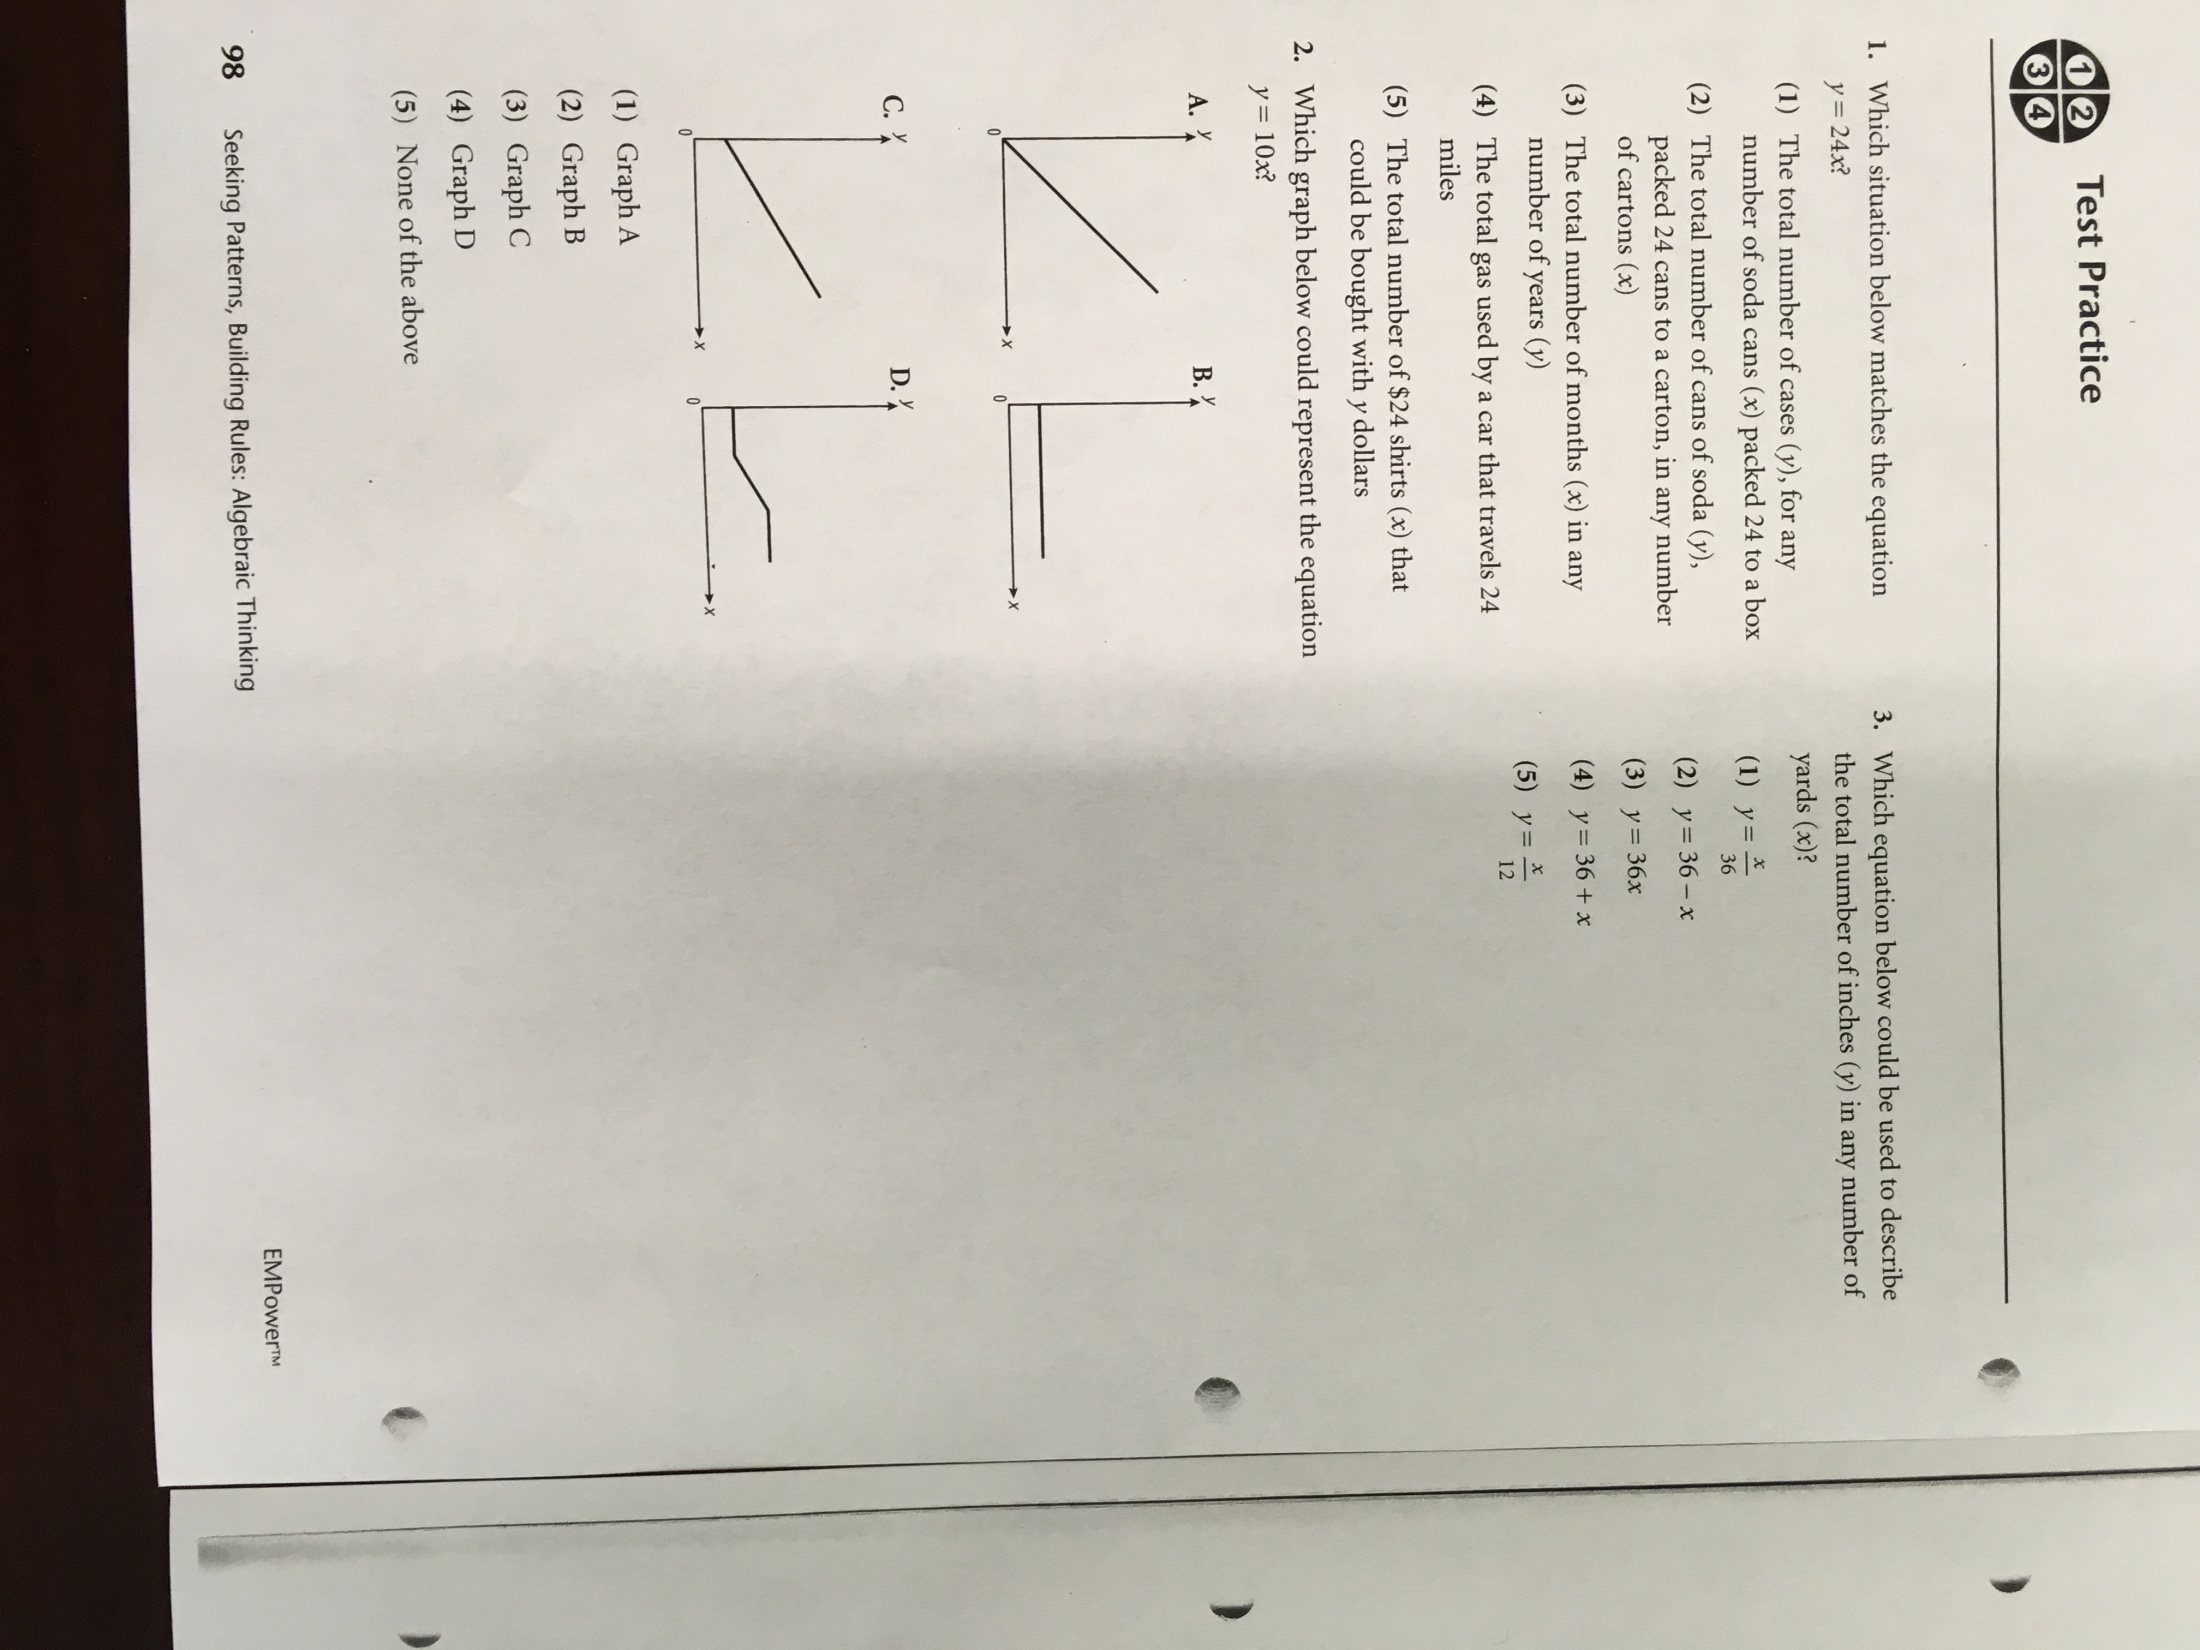 1 2
3 4
Test Practice
1. Which situation below matches the equation
y = 24x?
(1) The total number of cases (y), for any
number of soda cans (x) packed 24 to a box
(2) The total number of cans of soda (y),
packed 24 cans to a carton, in any number
of cartons (x)
(3) The total number of months (x) in any
number of years (y)
(4) The total gas used by a car that travels 24
miles
(5) The total number of $24 shirts (x) that
could be bought with y dollars
2. Which graph below could represent the equation
y = 10x?
A. y
0
x
B. y
0
x
C. y
0
x
D. y
0
x
(1) Graph A
(2) Graph B
(3) Graph C
(4) Graph D
(5) None of the above
3. Which equation below could be used to describe
the total number of inches (y) in any number of
yards (x)?
(1) y = x/36
(2) y = 36 – x
(3) y = 36x
(4) y = 36 + x
(5) y = x/12
98 Seeking Patterns, Building Rules: Algebraic Thinking
EMPower™